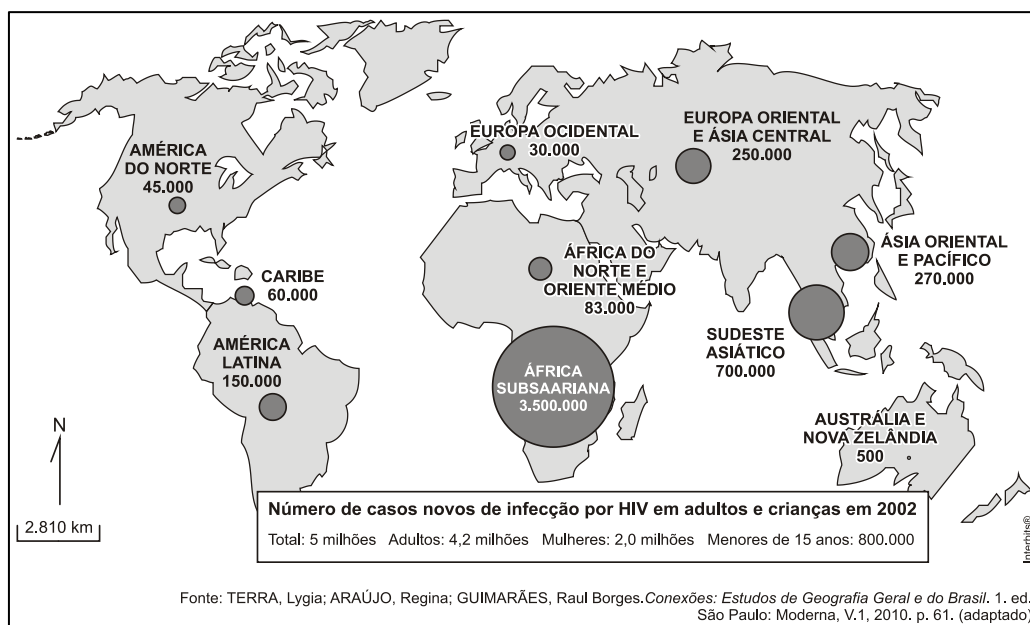 AMÉRICA
DO NORTE
45.000
CARIBE
60.000
AMÉRICA
LATINA
150.000
EUROPA OCIDENTAL
30.000
ÁFRICA DO
NORTE E
ORIENTE MÉDIO
83.000
ÁFRICA
SUBSAARIANA
3.500.000
EUROPA ORIENTAL
E ÁSIA CENTRAL
250.000
ÁSIA ORIENTAL
E PACÍFICO
270.000
SUDESTE
ASIÁTICO
700.000
AUSTRÁLIA E
NOVA ZELÂNDIA
500
N
2.810 km
Número de casos novos de infecção por HIV em adultos e crianças em 2002
Total: 5 milhões Adultos: 4,2 milhões Mulheres: 2,0 milhões Menores de 15 anos: 800.000
Interbits®
Fonte: TERRA, Lygia; ARAÚJO, Regina; GUIMARÃES, Raul Borges.Conexões: Estudos de Geografia Geral e do Brasil. 1. ed.
São Paulo: Moderna, V.1, 2010. p. 61. (adaptado)